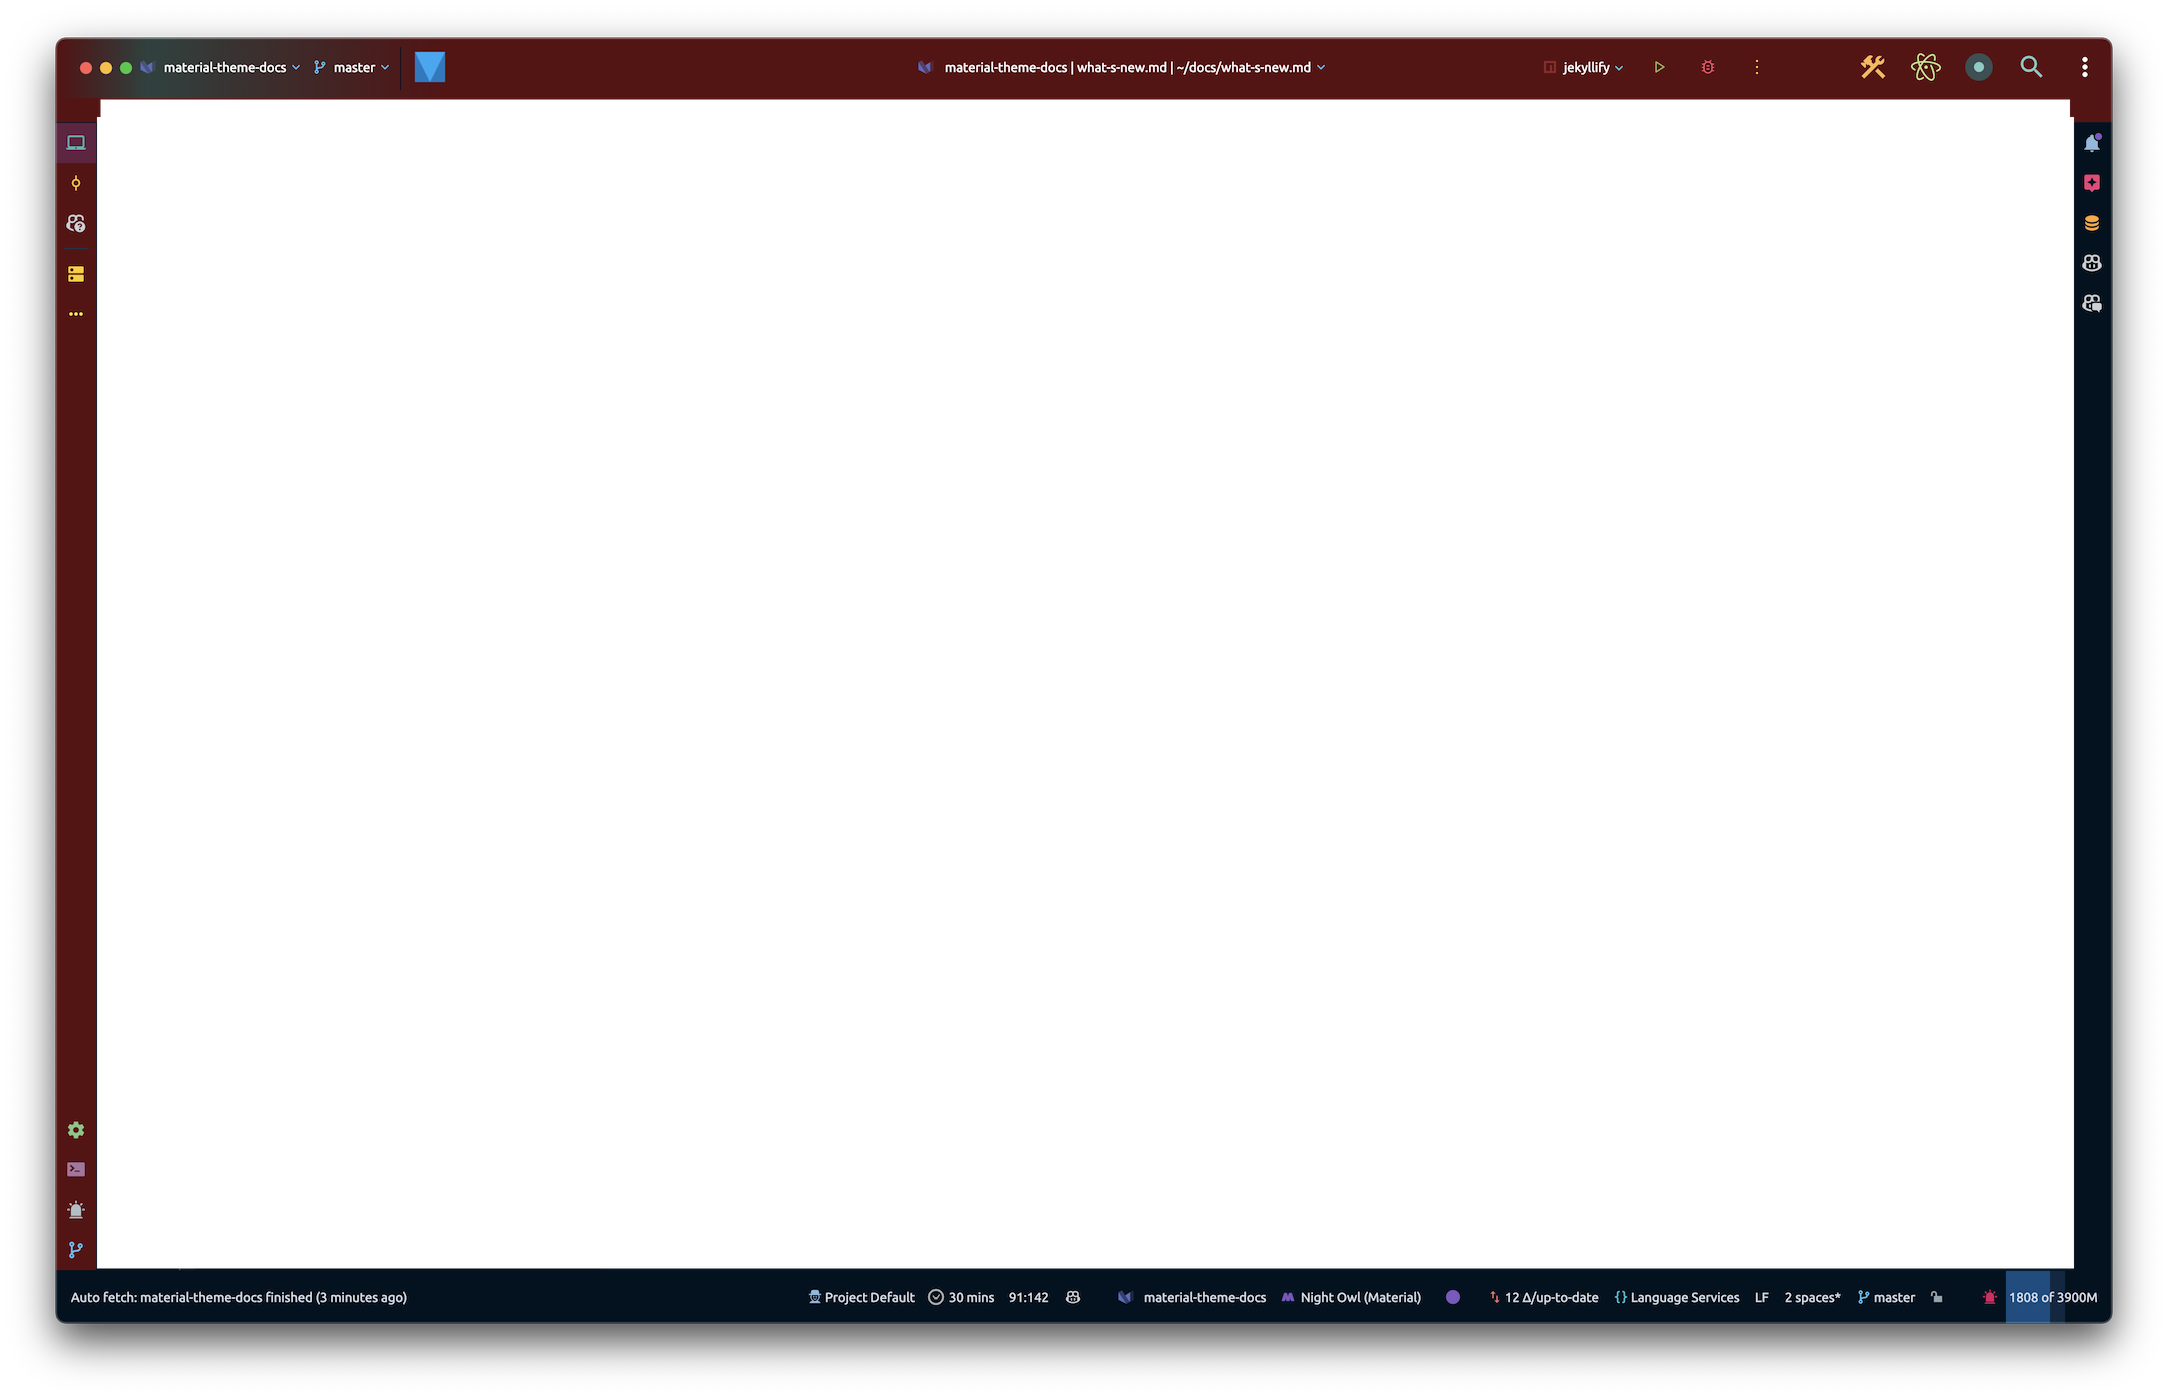 material-theme-docs master material-theme-docs | what-s-new.md | ~/docs/what-s-new.md jekyllify
Auto fetch: material-theme-docs finished (3 minutes ago) Project Default 30 mins 91:142 material-theme-docs Night Owl (Material) 12 Δ/up-to-date {} Language Services LF 2 spaces* master 1808 of 3900M